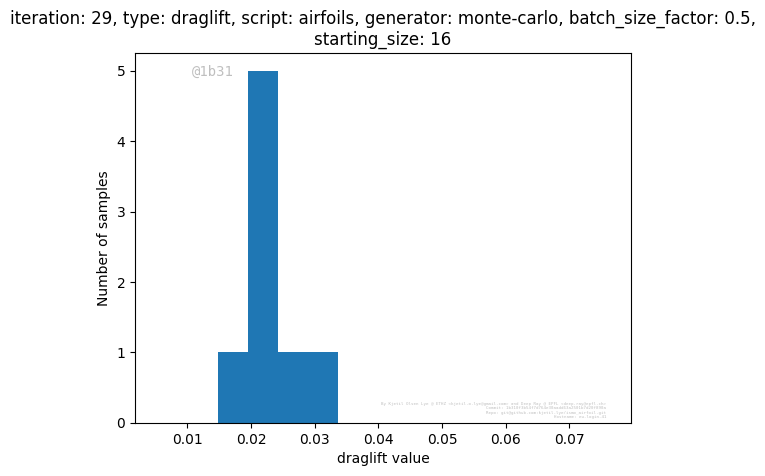 iteration: 29, type: draglift, script: airfoils, generator: monte-carlo, batch_size_factor: 0.5,
starting_size: 16
@1b31
5
4
3
2
1
0
Number of samples
0.01 0.02 0.03 0.04 0.05 0.06 0.07
draglift value